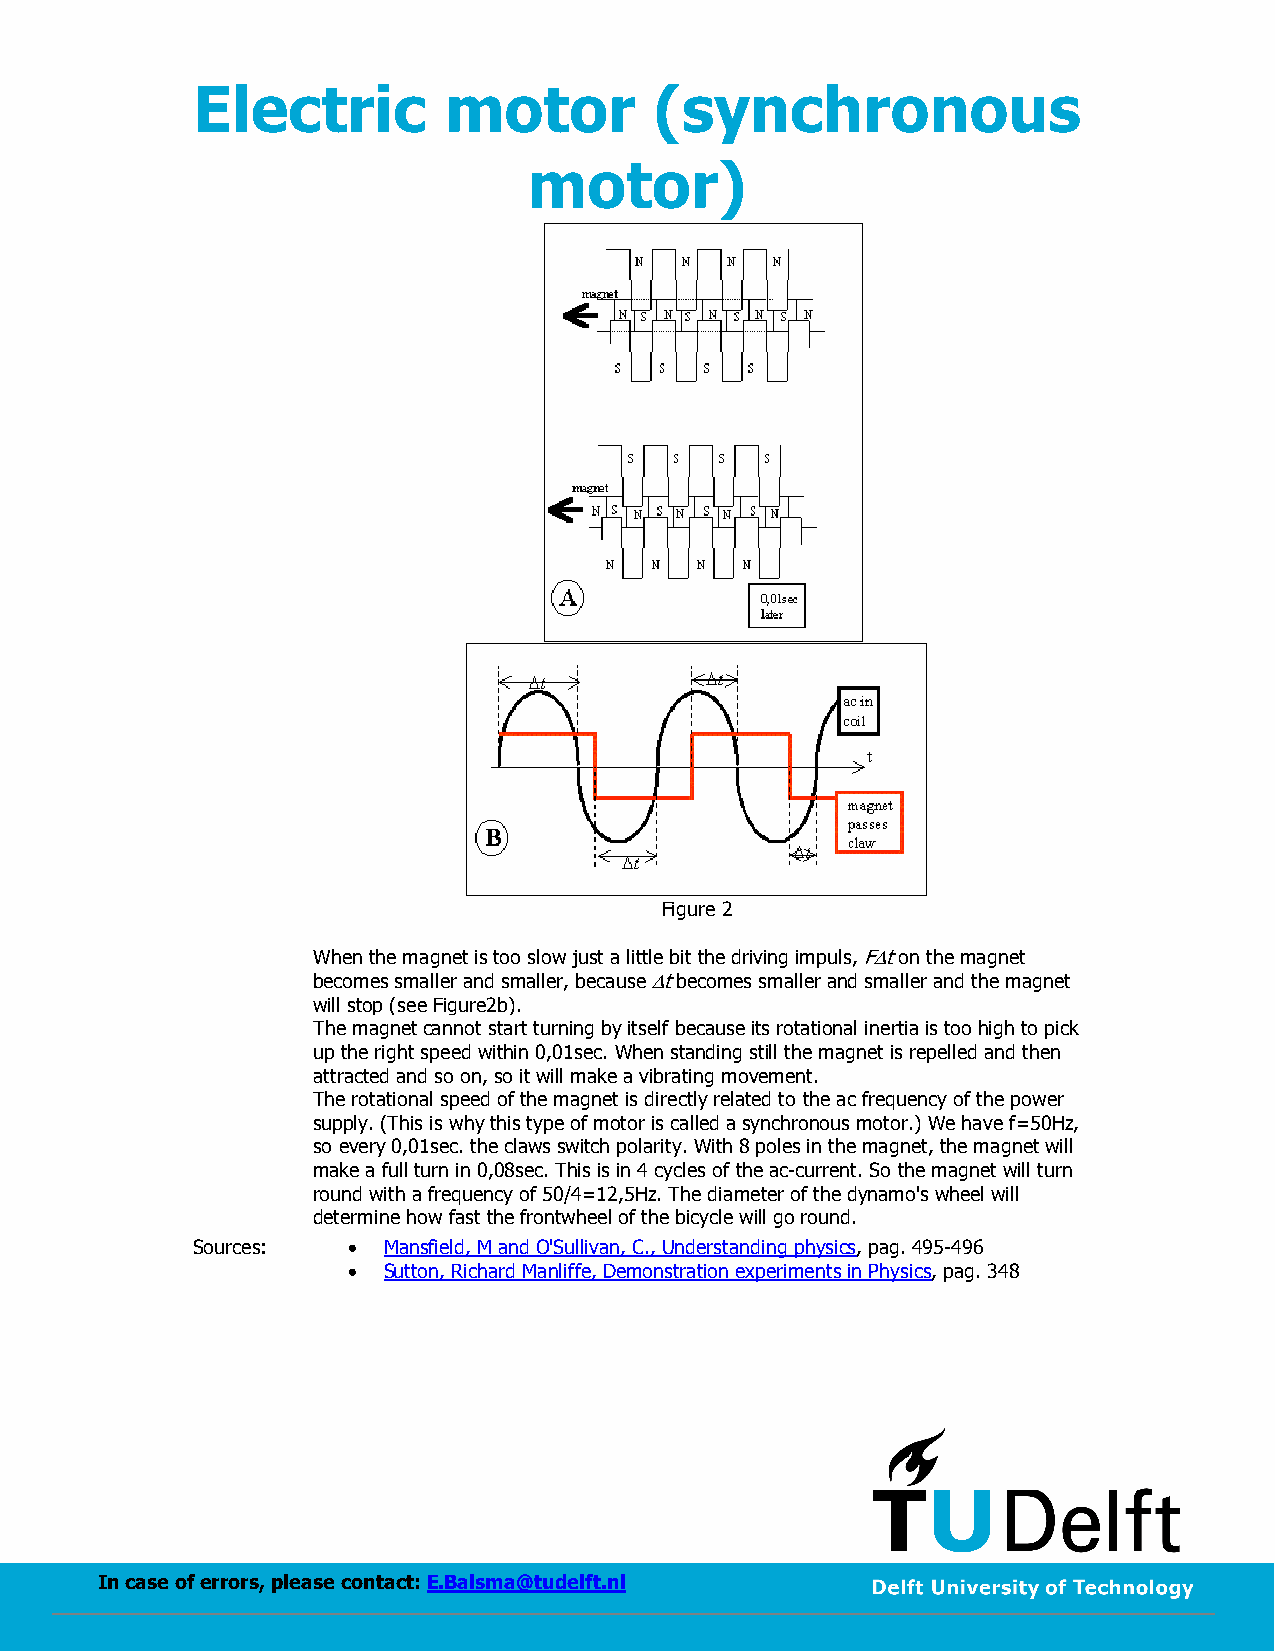 Electric motor (synchronous
motor)
N N N N
magnet
N S N S N S N S N
S S S S
S S S S
magnet
N S N S N S N S N
N N N N
A
0,01sec
later
Δt Δt
ac in
coil
t
magnet
passes
claw
B
Δt Δt
Figure 2
When the magnet is too slow just a little bit the driving impuls, FΔt on the magnet
becomes smaller and smaller, because Δt becomes smaller and smaller and the magnet
will stop (see Figure2b).
The magnet cannot start turning by itself because its rotational inertia is too high to pick
up the right speed within 0,01sec. When standing still the magnet is repelled and then
attracted and so on, so it will make a vibrating movement.
The rotational speed of the magnet is directly related to the ac frequency of the power
supply. (This is why this type of motor is called a synchronous motor.) We have f=50Hz,
so every 0,01sec. the claws switch polarity. With 8 poles in the magnet, the magnet will
make a full turn in 0,08sec. This is in 4 cycles of the ac-current. So the magnet will turn
round with a frequency of 50/4=12,5Hz. The diameter of the dynamo's wheel will
determine how fast the frontwheel of the bicycle will go round.
Sources: • Mansfield, M and O'Sullivan, C., Understanding physics, pag. 495-496
• Sutton, Richard Manliffe, Demonstration experiments in Physics, pag. 348
TUDelft
In case of errors, please contact: E.Balsma@tudelft.nl
Delft University of Technology